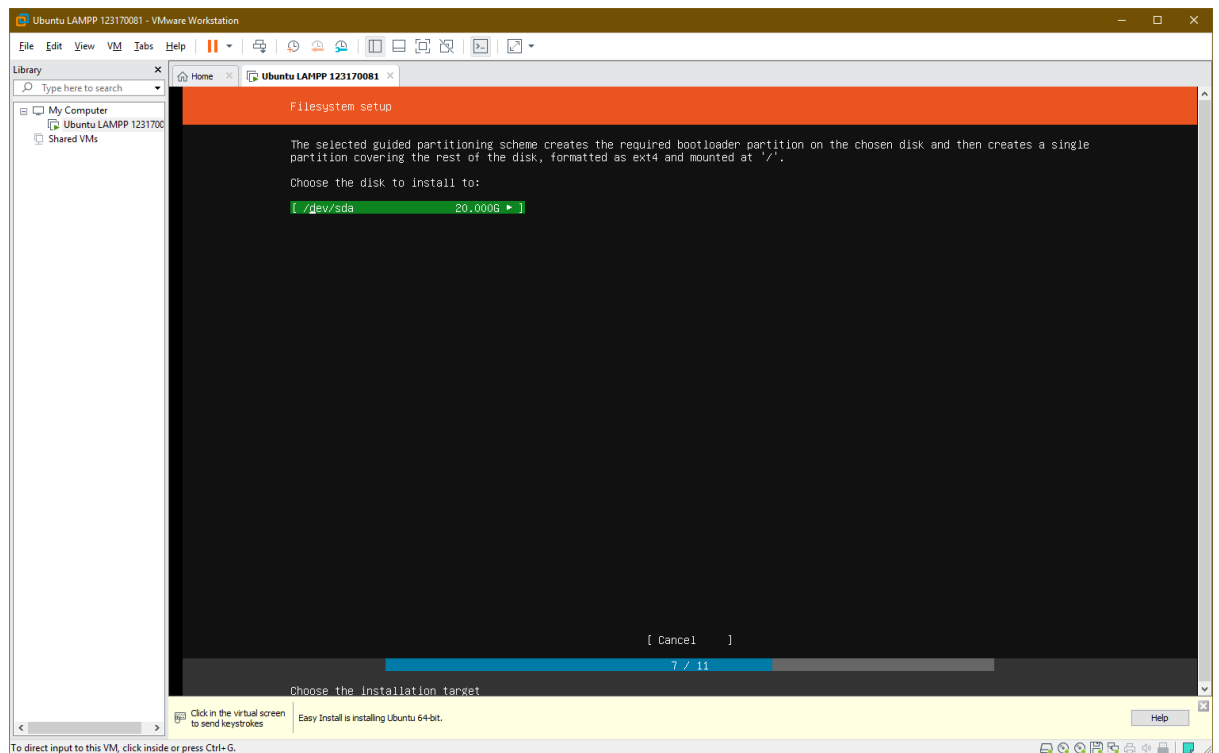 Ubuntu LAMPP 123170081 - VMware Workstation
File Edit View VM Tabs Help
Library
Type here to search
My Computer
Ubuntu LAMPP 1231700
Shared VMs
Home
Ubuntu LAMPP 123170081
Filesystem setup
The selected guided partitioning scheme creates the required bootloader partition on the chosen disk and then creates a single
partition covering the rest of the disk, formatted as ext4 and mounted at '/'.
Choose the disk to install to:
[ /dev/sda 20.000G ► ]
[ Cancel ]
7 / 11
Choose the installation target
Click in the virtual screen
to send keystrokes
Easy Install is installing Ubuntu 64-bit.
Help
To direct input to this VM, click inside or press Ctrl+G.